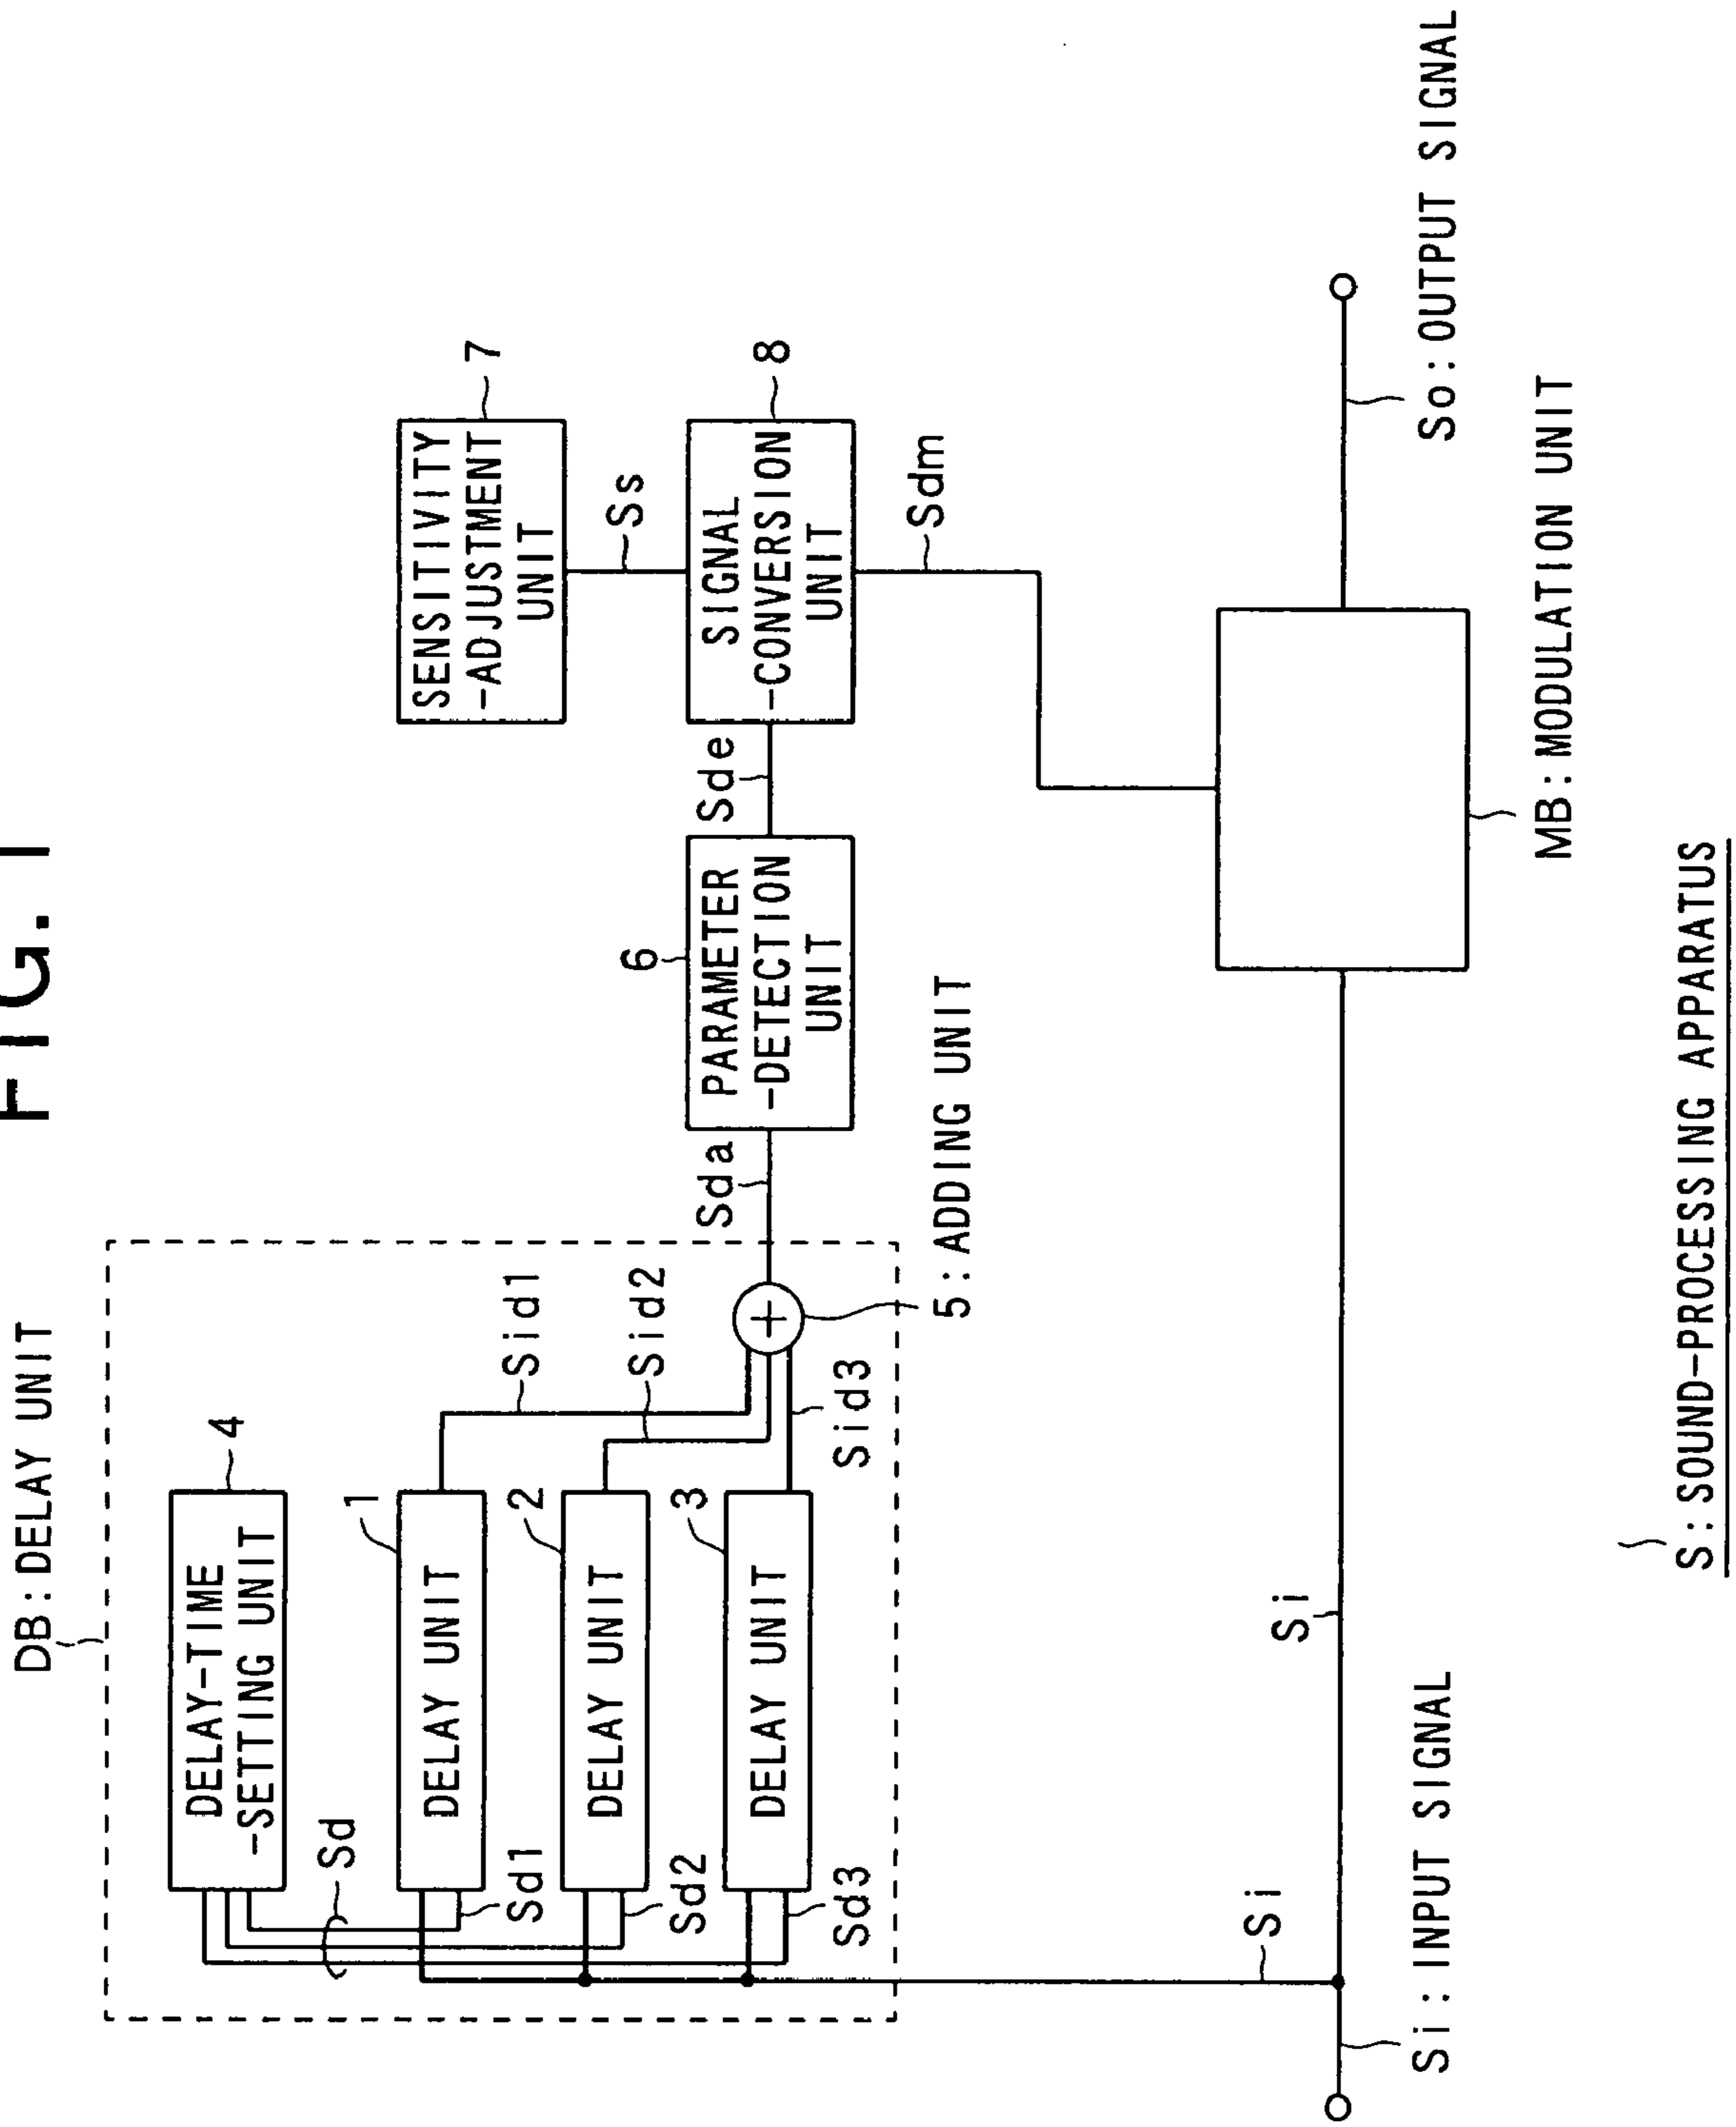 FIG. 1
DB:DELAY UNIT
4
DELAY-TIME
-SETTING UNIT
Sd
1
DELAY UNIT
Sd1
Sid1
2
DELAY UNIT
Sd2
Sid2
3
DELAY UNIT
Sd3
Sid3
5:ADDING UNIT
Sda
6
PARAMETER
-DETECTION
UNIT
Sde
SENSITIVITY
-ADJUSTMENT
UNIT
7
Ss
SIGNAL
-CONVERSION
UNIT
8
Sdm
Si
Si
Si:INPUT SIGNAL
MB:MODULATION UNIT
So:OUTPUT SIGNAL
S:SOUND-PROCESSING APPARATUS